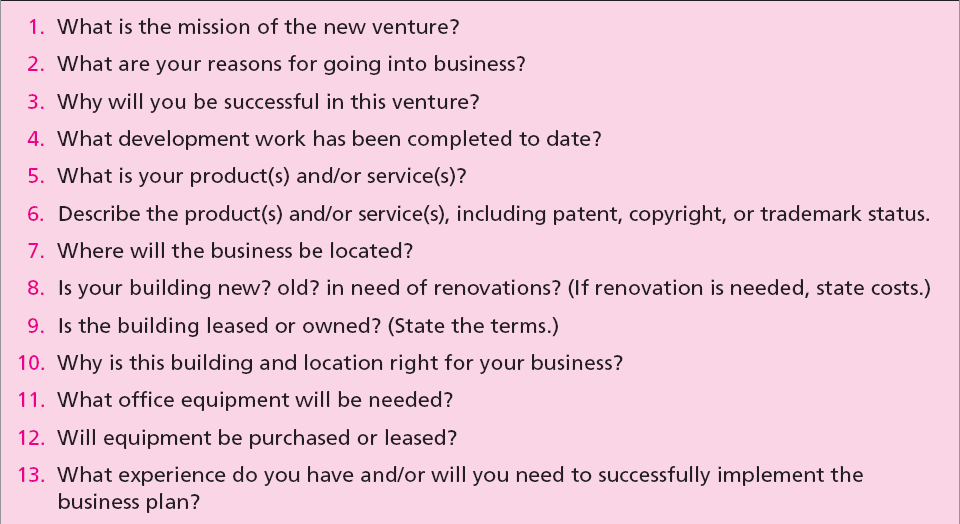 1. What is the mission of the new venture?
2. What are your reasons for going into business?
3. Why will you be successful in this venture?
4. What development work has been completed to date?
5. What is your product(s) and/or service(s)?
6. Describe the product(s) and/or service(s), including patent, copyright, or trademark status.
7. Where will the business be located?
8. Is your building new? old? in need of renovations? (If renovation is needed, state costs.)
9. Is the building leased or owned? (State the terms.)
10. Why is this building and location right for your business?
11. What office equipment will be needed?
12. Will equipment be purchased or leased?
13. What experience do you have and/or will you need to successfully implement the
business plan?